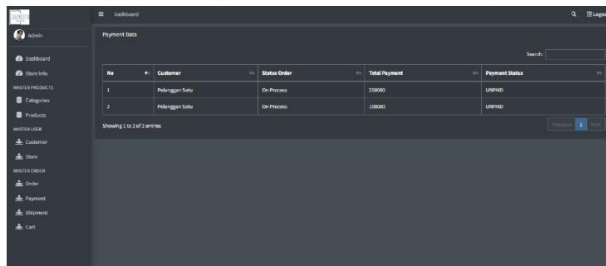 Dashboard
Logout
Admin
Payment Data
Dashboard
Store Info
Search:
No Customer Status Order Total Payment Payment Status
MASTER PRODUCTS
1 Pelanggan Satu On Process UNPAID
Categories
2 Pelanggan Satu On Process UNPAID
Products
Showing 1 to 2 of 2 entries
Previous 1 Next
MASTER USER
Customer
Store
MASTER ORDER
Order
Payment
Shipment
Cart